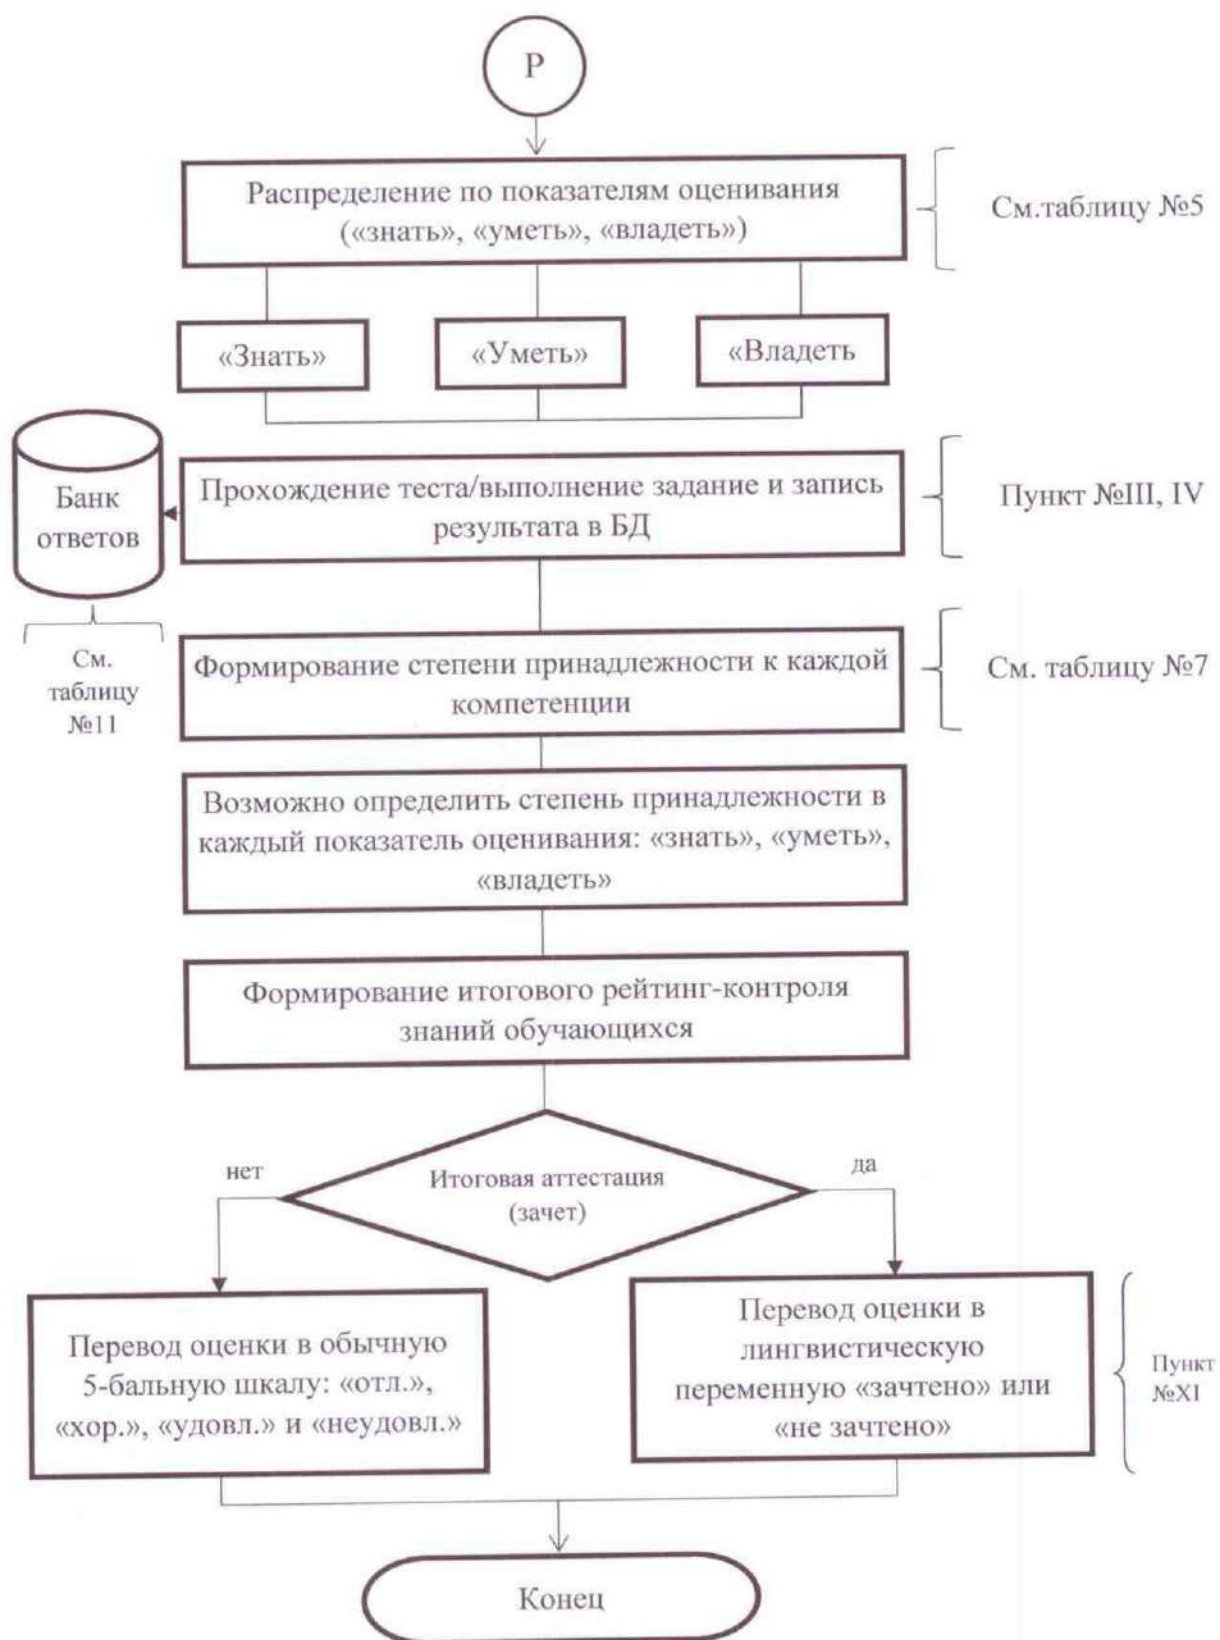 Р
Распределение по показателям оценивания
(«знать», «уметь», «владеть»)
См.таблицу №5
«Знать»
«Уметь»
«Владеть
Банк
ответов
Прохождение теста/выполнение задание и запись
результата в БД
Пункт №III, IV
См.
таблицу
№11
Формирование степени принадлежности к каждой
компетенции
См. таблицу №7
Возможно определить степень принадлежности в
каждый показатель оценивания: «знать», «уметь»,
«владеть»
Формирование итогового рейтинг-контроля
знаний обучающихся
нет
Итоговая аттестация
(зачет)
да
Перевод оценки в обычную
5-бальную шкалу: «отл.»,
«хор.», «удовл.» и «неудовл.»
Перевод оценки в
лингвистическую
переменную «зачтено» или
«не зачтено»
Пункт
№XI
Конец